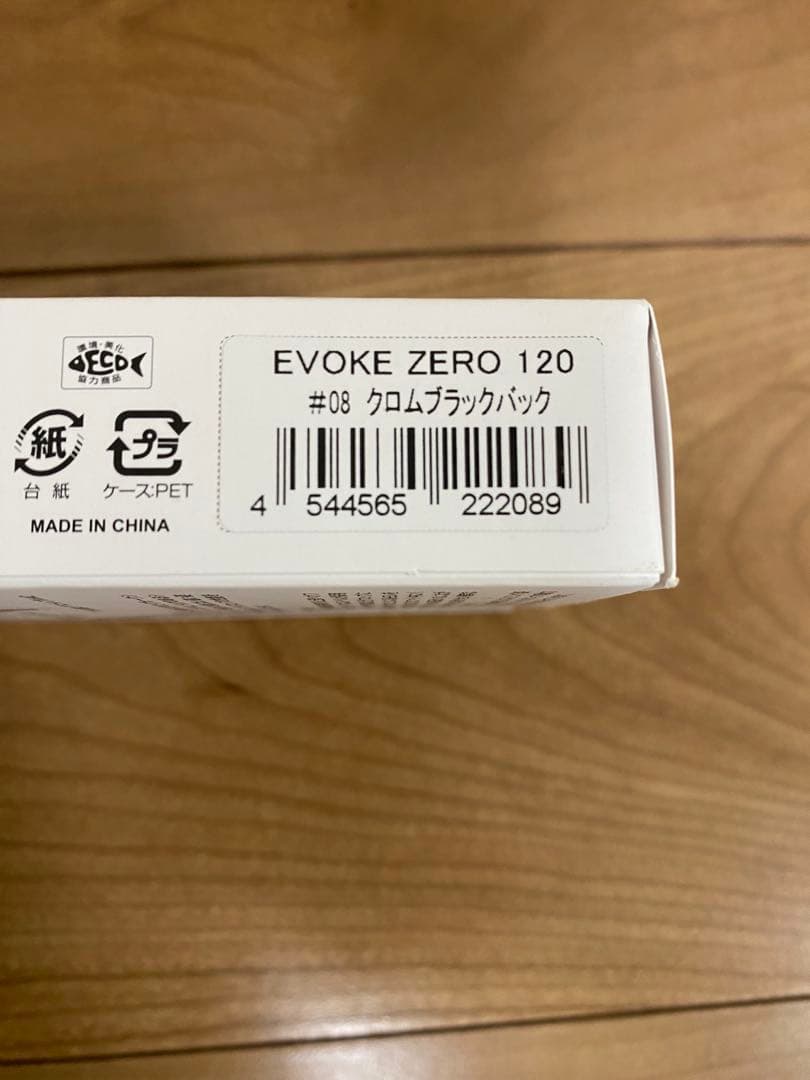 環境・美化
ECO
協力商品
紙
台紙
プラ
ケース:PET
MADE IN CHINA
EVOKE ZERO 120
#08 クロムブラックバック
4 544565 222089